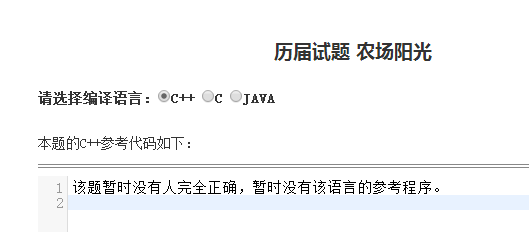 历届试题 农场阳光
请选择编译语言：C++ C JAVA
本题的C++参考代码如下：
1 该题暂时没有人完全正确，暂时没有该语言的参考程序。
2